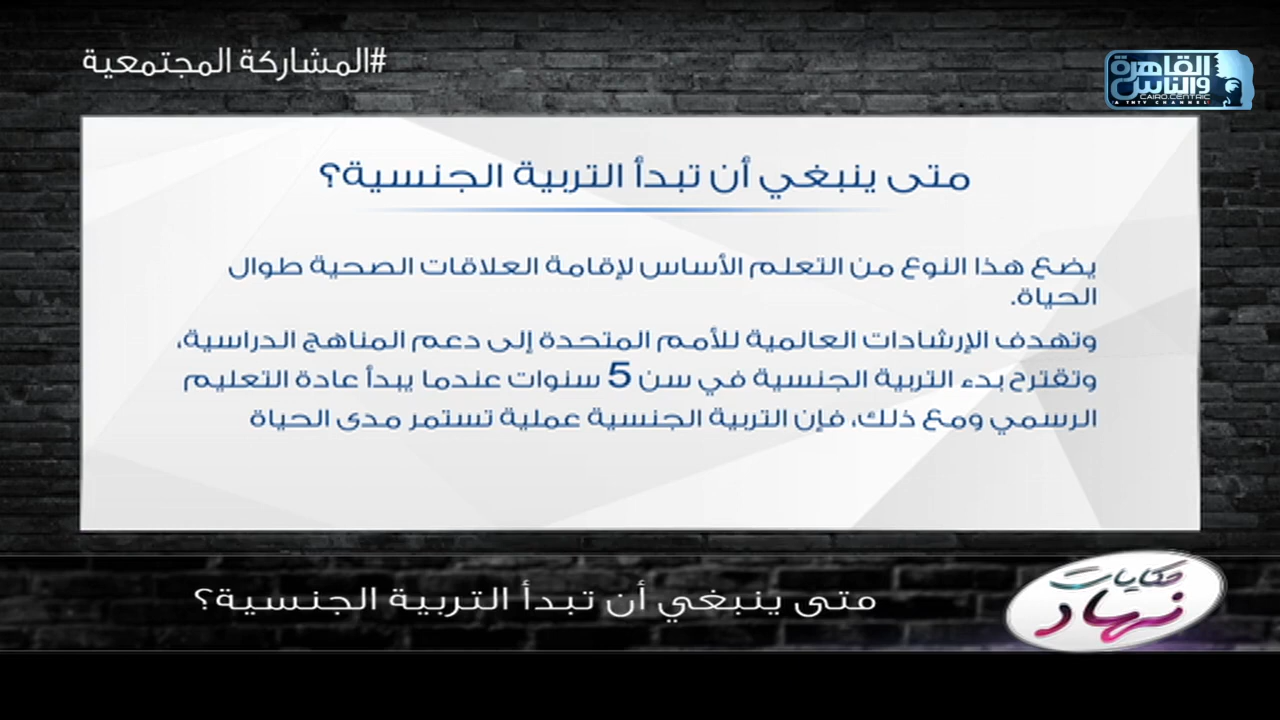 #المشاركة المجتمعية
القاهرة
والناس
CAIRO.CENTRIC
A TNTV CHANNEL
متى ينبغي أن تبدأ التربية الجنسية؟
يضع هذا النوع من التعلم الأساس لإقامة العلاقات الصحية طوال
الحياة.
وتهدف الإرشادات العالمية للأمم المتحدة إلى دعم المناهج الدراسية،
وتقترح بدء التربية الجنسية في سن 5 سنوات عندما يبدأ عادة التعليم
الرسمي ومع ذلك، فإن التربية الجنسية عملية تستمر مدى الحياة
حكايات
نهاد
متى ينبغي أن تبدأ التربية الجنسية؟